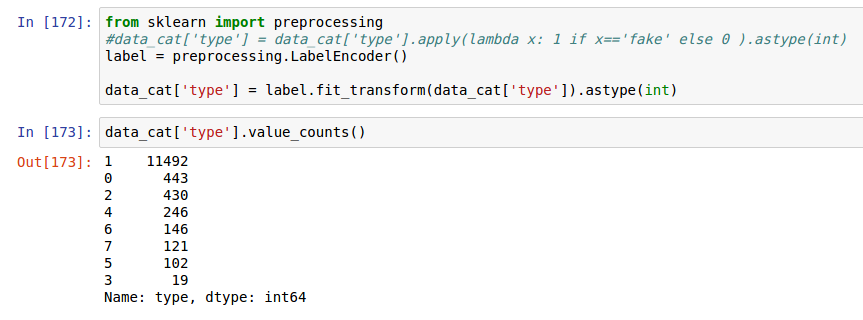 In [172]: from sklearn import preprocessing
#data_cat['type'] = data_cat['type'].apply(lambda x: 1 if x=='fake' else 0 ).astype(int)
label = preprocessing.LabelEncoder()
data_cat['type'] = label.fit_transform(data_cat['type']).astype(int)
In [173]: data_cat['type'].value_counts()
Out[173]: 1 11492
0 443
2 430
4 246
6 146
7 121
5 102
3 19
Name: type, dtype: int64